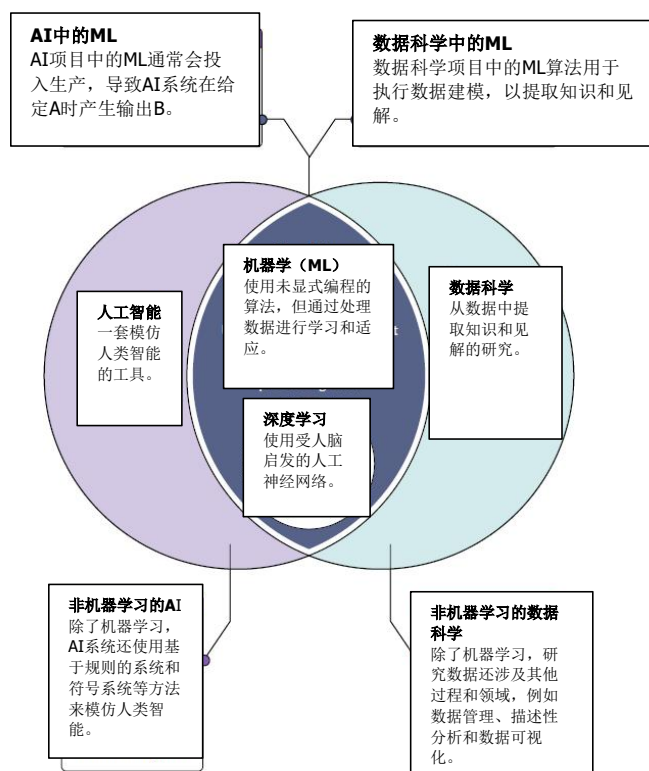 AI中的ML
AI项目中的ML通常会投
入生产，导致AI系统在给
定A时产生输出B。
数据科学中的ML
数据科学项目中的ML算法用于
执行数据建模，以提取知识和见
解。
机器学（ML）
使用未显式编程的
算法，但通过处理
数据进行学习和适
应。
人工智能
一套模仿
人类智能
的工具。
数据科学
从数据中提
取知识和见
解的研究。
深度学习
使用受人脑
启发的人工
神经网络。
非机器学习的AI
除了机器学习，
AI系统还使用基
于规则的系统和
符号系统等方法
来模仿人类智
能。
非机器学习的数据
科学
除了机器学习，研
究数据还涉及其他
过程和领域，例如
数据管理、描述性
分析和数据可视
化。